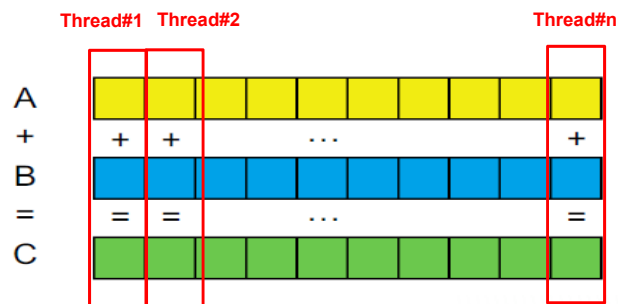 Thread#1 Thread#2 Thread#n
A
+ + + ... +
B
= = = ... =
C